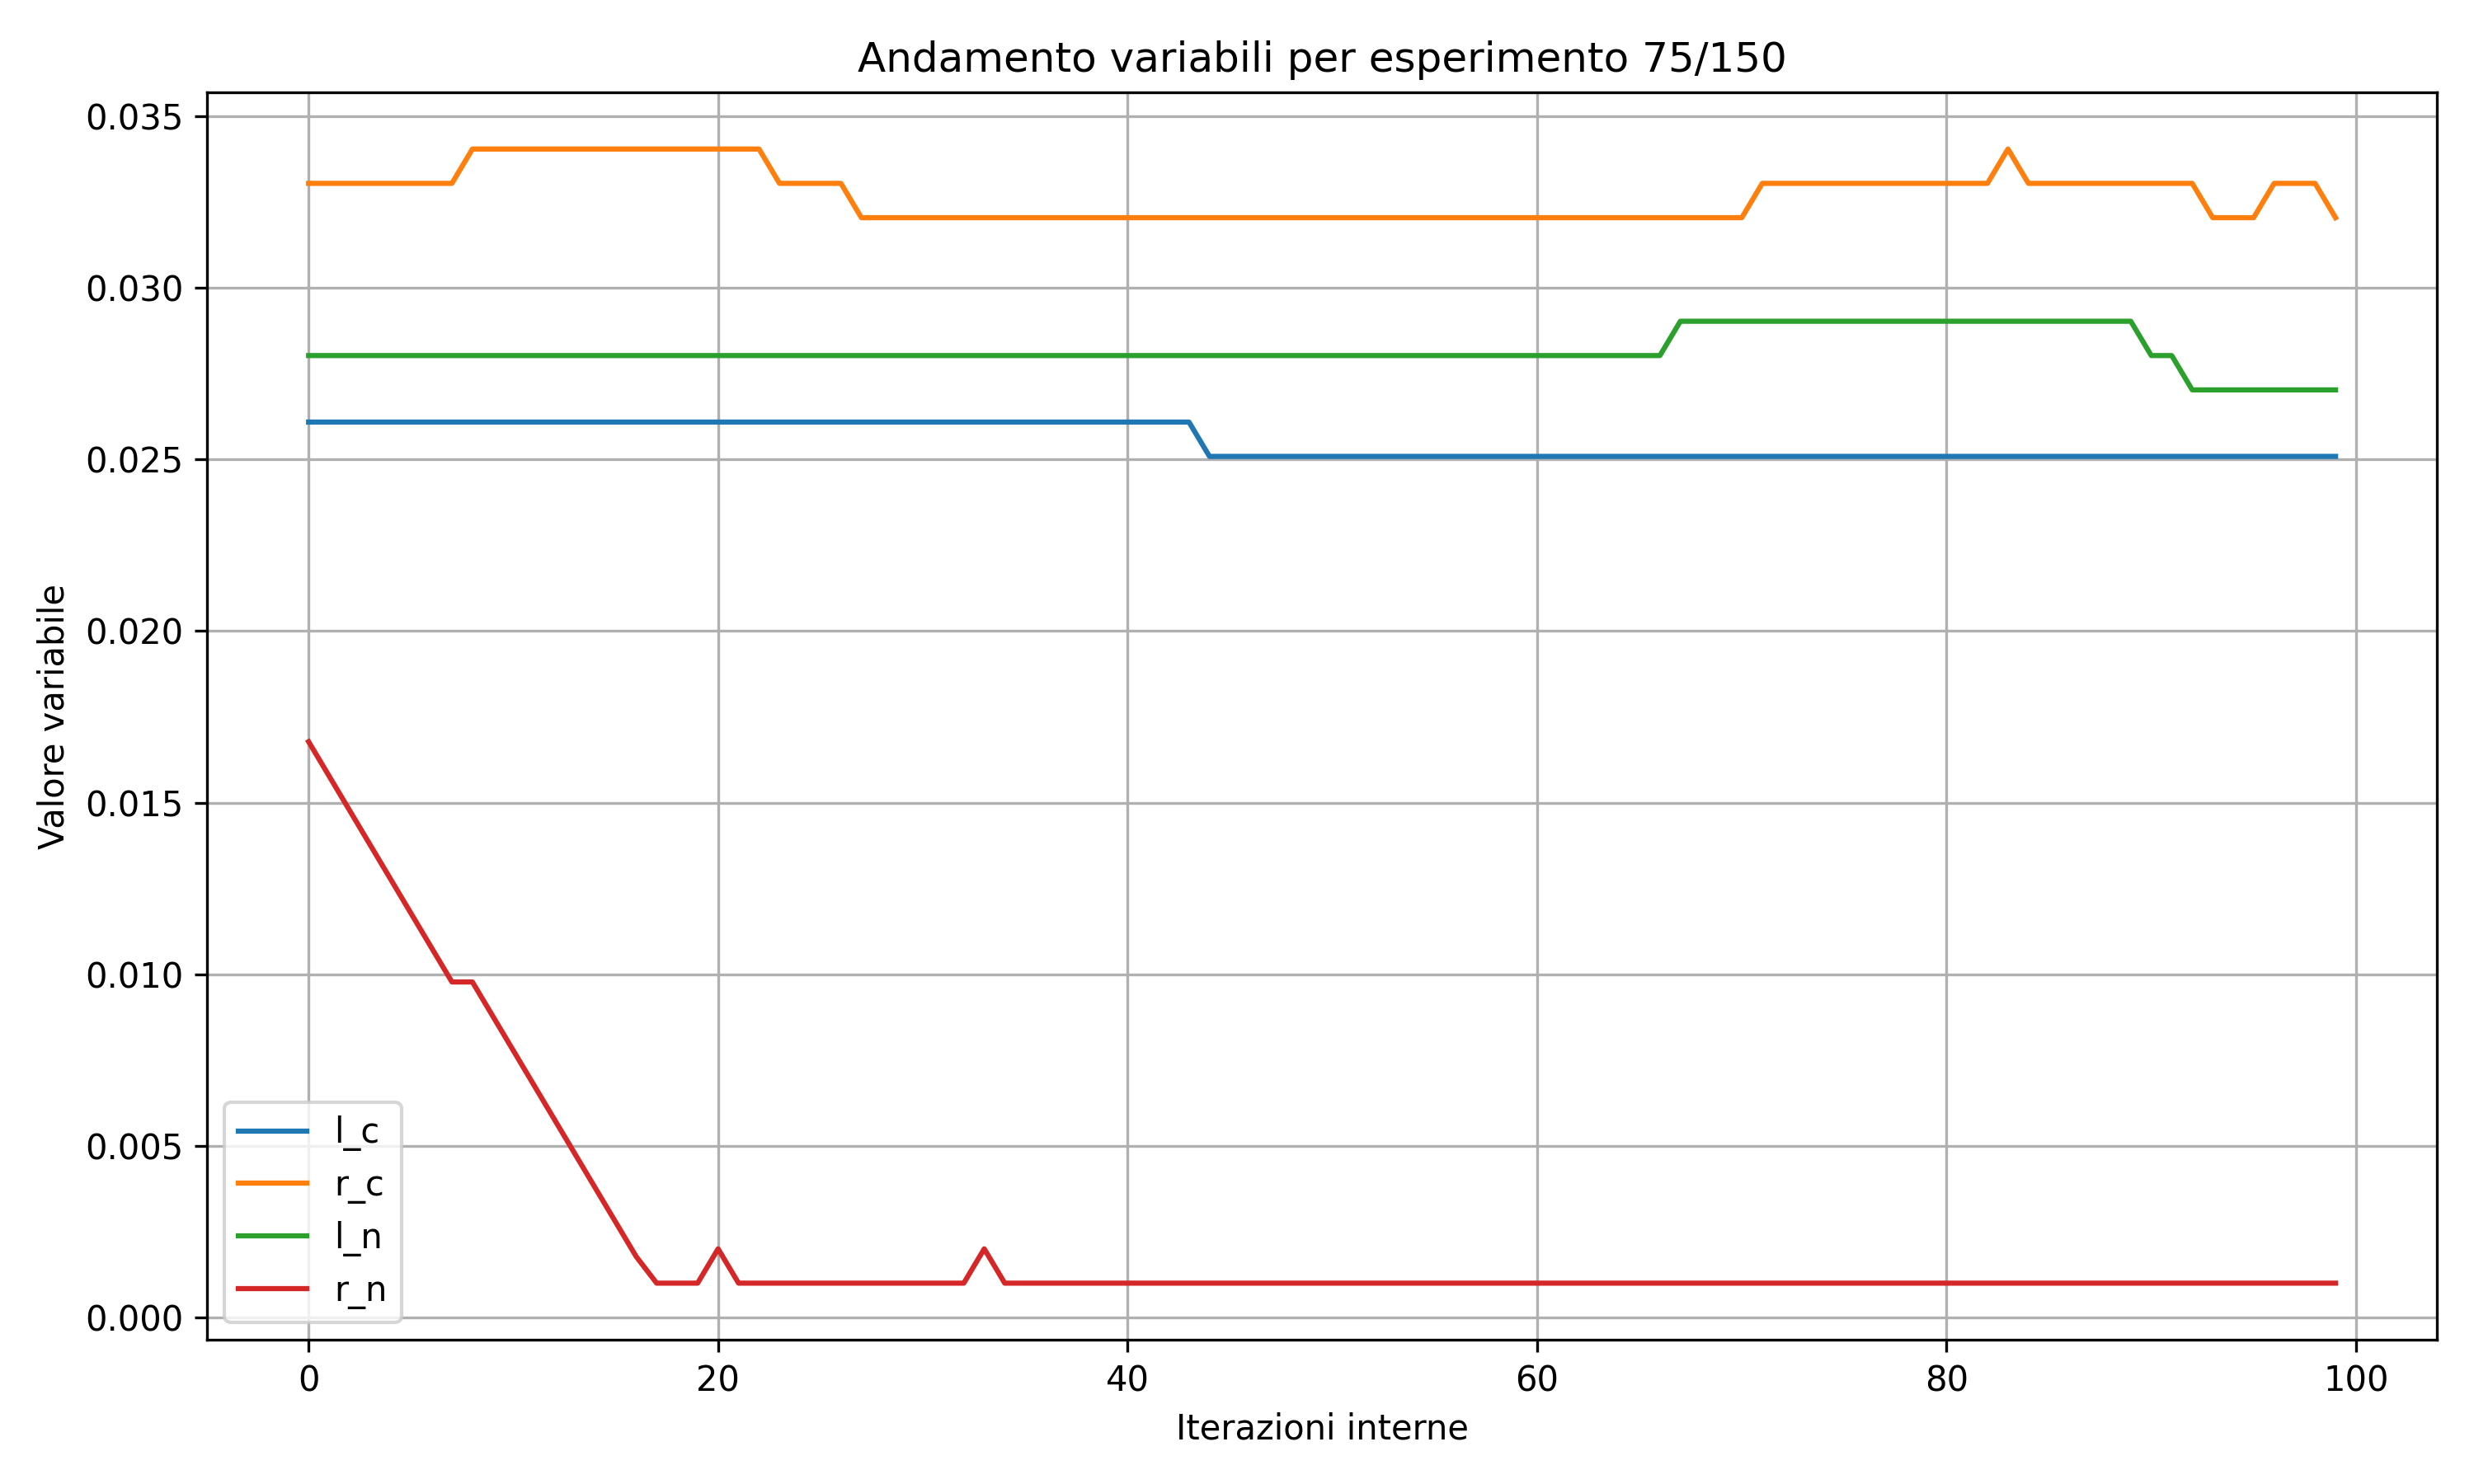 Andamento variabili per esperimento 75/150
Valore variabile
0.035
0.030
0.025
0.020
0.015
0.010
0.005
0.000
l_c
r_c
l_n
r_n
0 20 40 60 80 100
Iterazioni interne